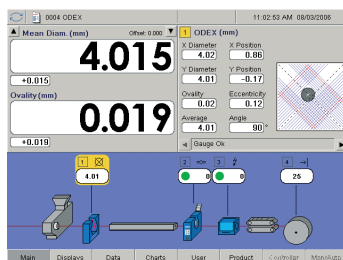 0004 ODEX
11:02:53 AM 08/03/2006
Mean Diam. (mm)
Offset: 0.000
4.015
+0.015
Ovality (mm)
0.019
+0.019
1 ODEX (mm)
X Diameter X Position
4.02 0.86
Y Diameter Y Position
4.01 -0.17
Ovality Eccentricity
0.02 0.12
Average Angle
4.01 90 °
Gauge Ok
1
4.01
2
0
3
0
4
25
Main Displays Data Charts User Product Controller Man/Auto